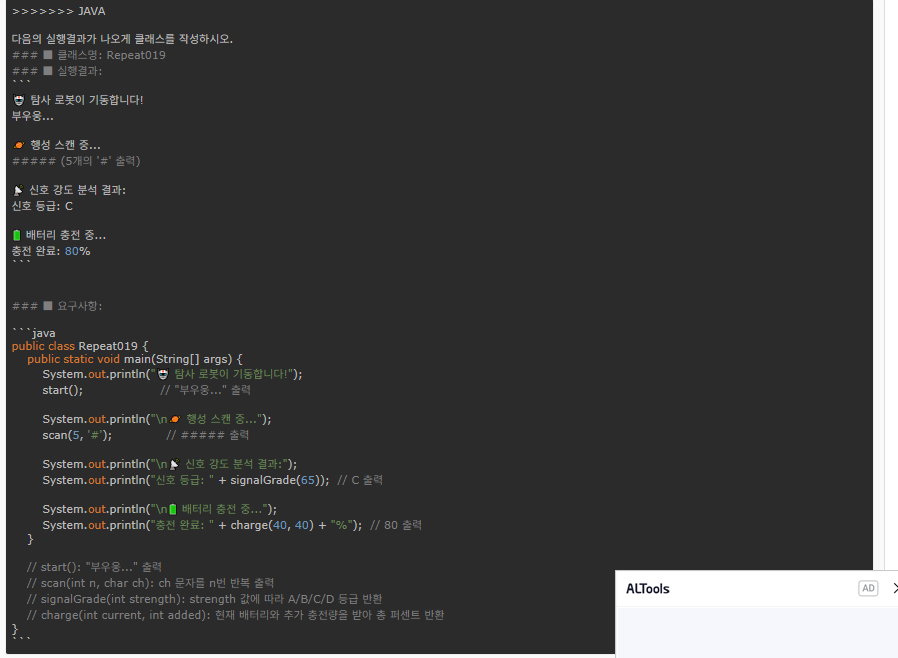 >>>>>>> JAVA
다음의 실행결과가 나오게 클래스를 작성하시오.
### ■ 클래스명: Repeat019
### ■ 실행결과:
```
🤖 탐사 로봇이 기동합니다!
부우웅...
🪐 행성 스캔 중...
##### (5개의 '#' 출력)
📡 신호 강도 분석 결과:
신호 등급: C
🔋 배터리 충전 중...
충전 완료: 80%
```
### ■ 요구사항:
```java
public class Repeat019 {
public static void main(String[] args) {
System.out.println("🤖 탐사 로봇이 기동합니다!");
start(); // "부우웅..." 출력
System.out.println("\n🪐 행성 스캔 중...");
scan(5, '#'); // ##### 출력
System.out.println("\n📡 신호 강도 분석 결과:");
System.out.println("신호 등급: " + signalGrade(65)); // C 출력
System.out.println("\n🔋 배터리 충전 중...");
System.out.println("충전 완료: " + charge(40, 40) + "%"); // 80 출력
}
// start(): "부우웅..." 출력
// scan(int n, char ch): ch 문자를 n번 반복 출력
// signalGrade(int strength): strength 값에 따라 A/B/C/D 등급 반환
// charge(int current, int added): 현재 배터리와 추가 충전량을 받아 총 퍼센트 반환
}
```
ALTools
AD